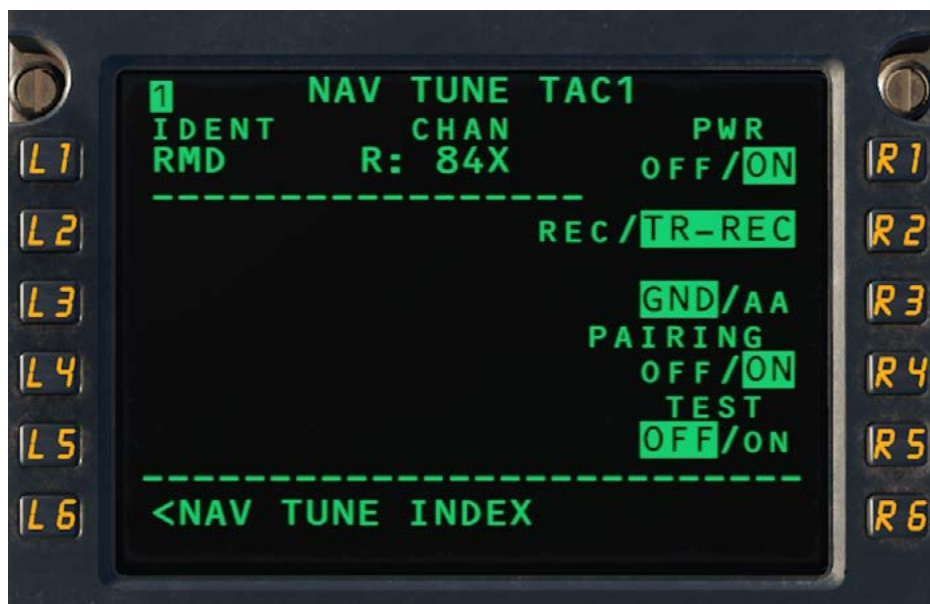 1 NAV TUNE TAC1
IDENT CHAN PWR
L1 RMD R: 84X OFF/ON R1
L2 REC/TR-REC R2
L3 GND/AA R3
PAIRING
L4 OFF/ON R4
TEST
L5 OFF/ON R5
L6 <NAV TUNE INDEX R6